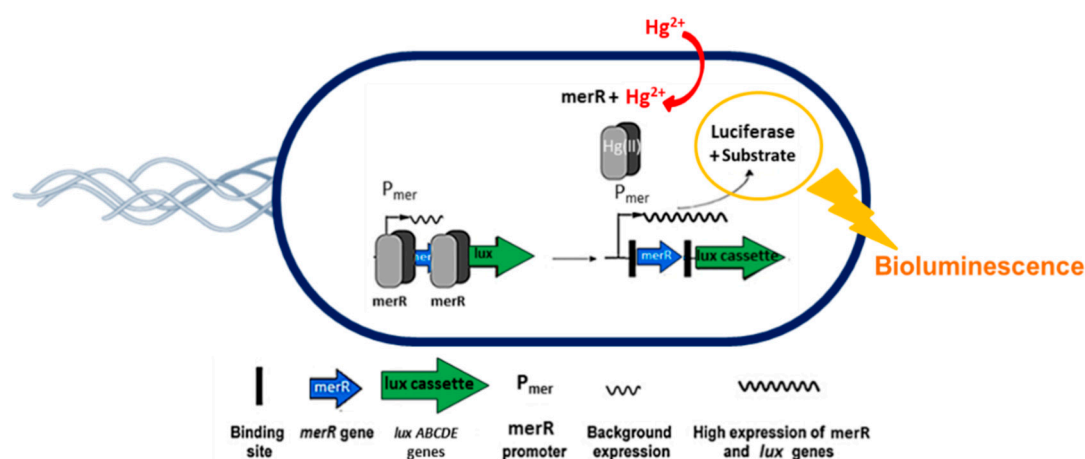 Hg2+
merR + Hg2+
Hg(II)
Luciferase
+ Substrate
Pmer
Pmer
mer
lux
merR
lux cassette
merR
merR
Bioluminescence
merR
lux cassette
Pmer
Binding
site
merR gene
lux ABCDE
genes
merR
promoter
Background
expression
High expression of merR
and lux genes